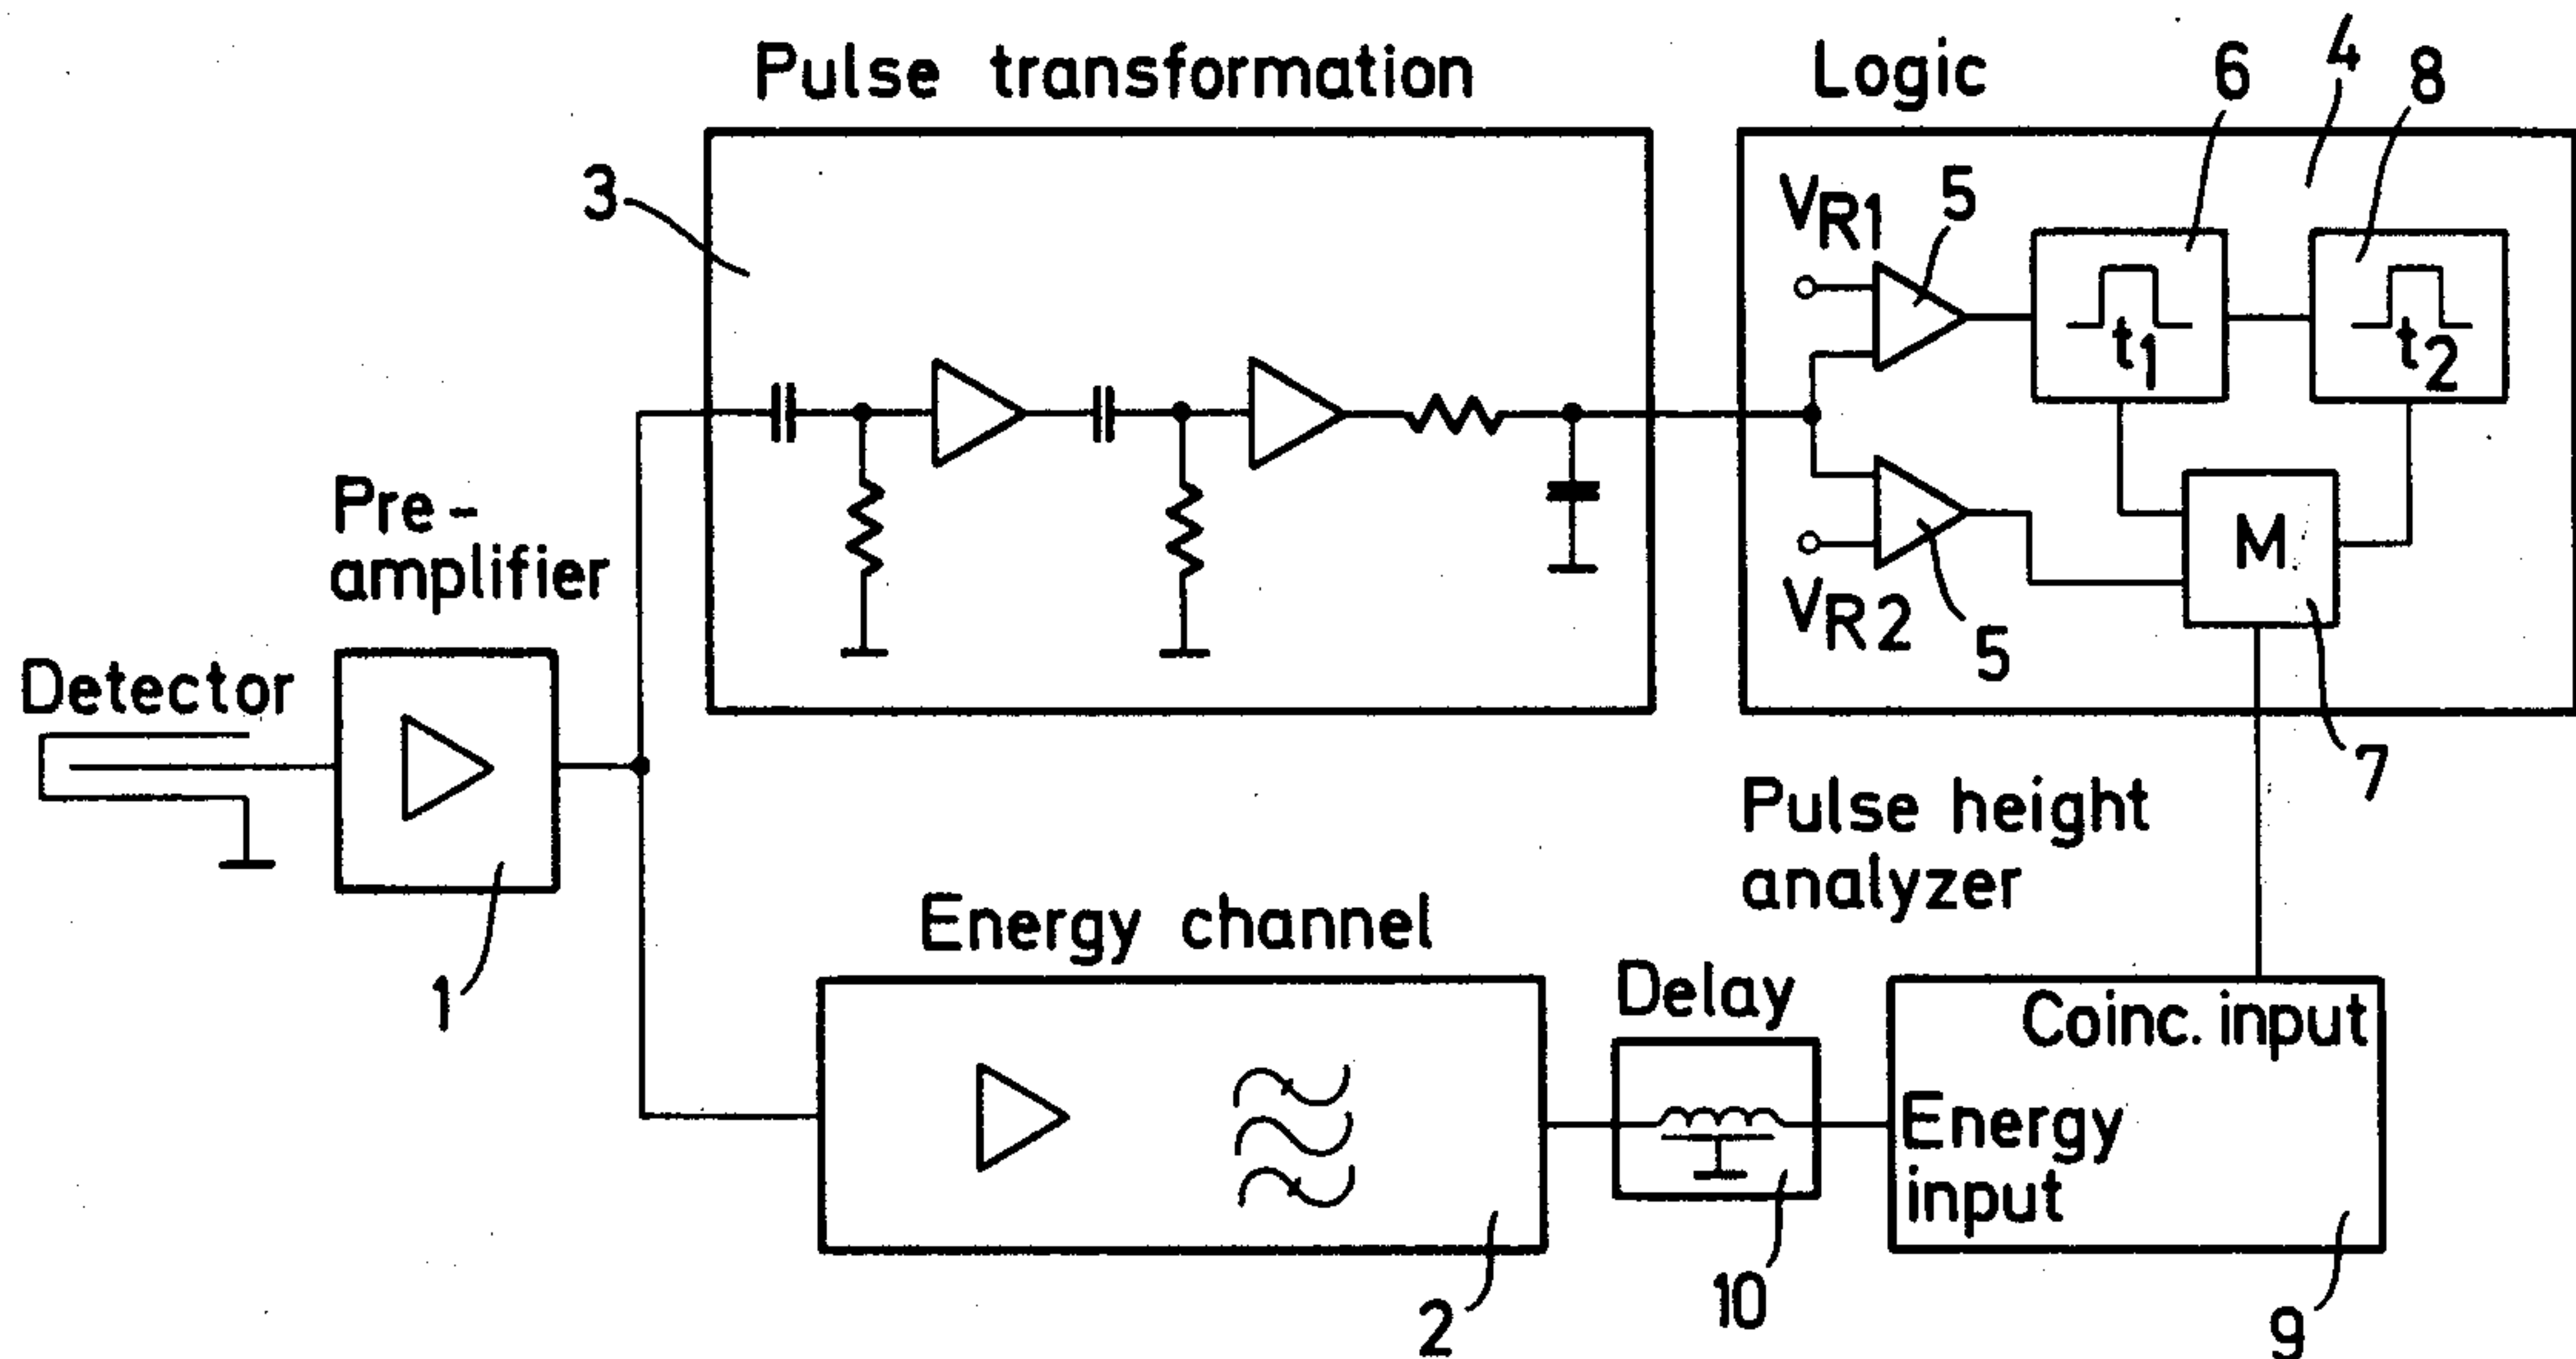 Pulse transformation
Logic
6
4
8
3
VR1
5
t1
t2
Pre-
amplifier
M
VR2
5
Detector
7
Pulse height
analyzer
1
Energy channel
Delay
Coinc. input
Energy
input
2
10
9